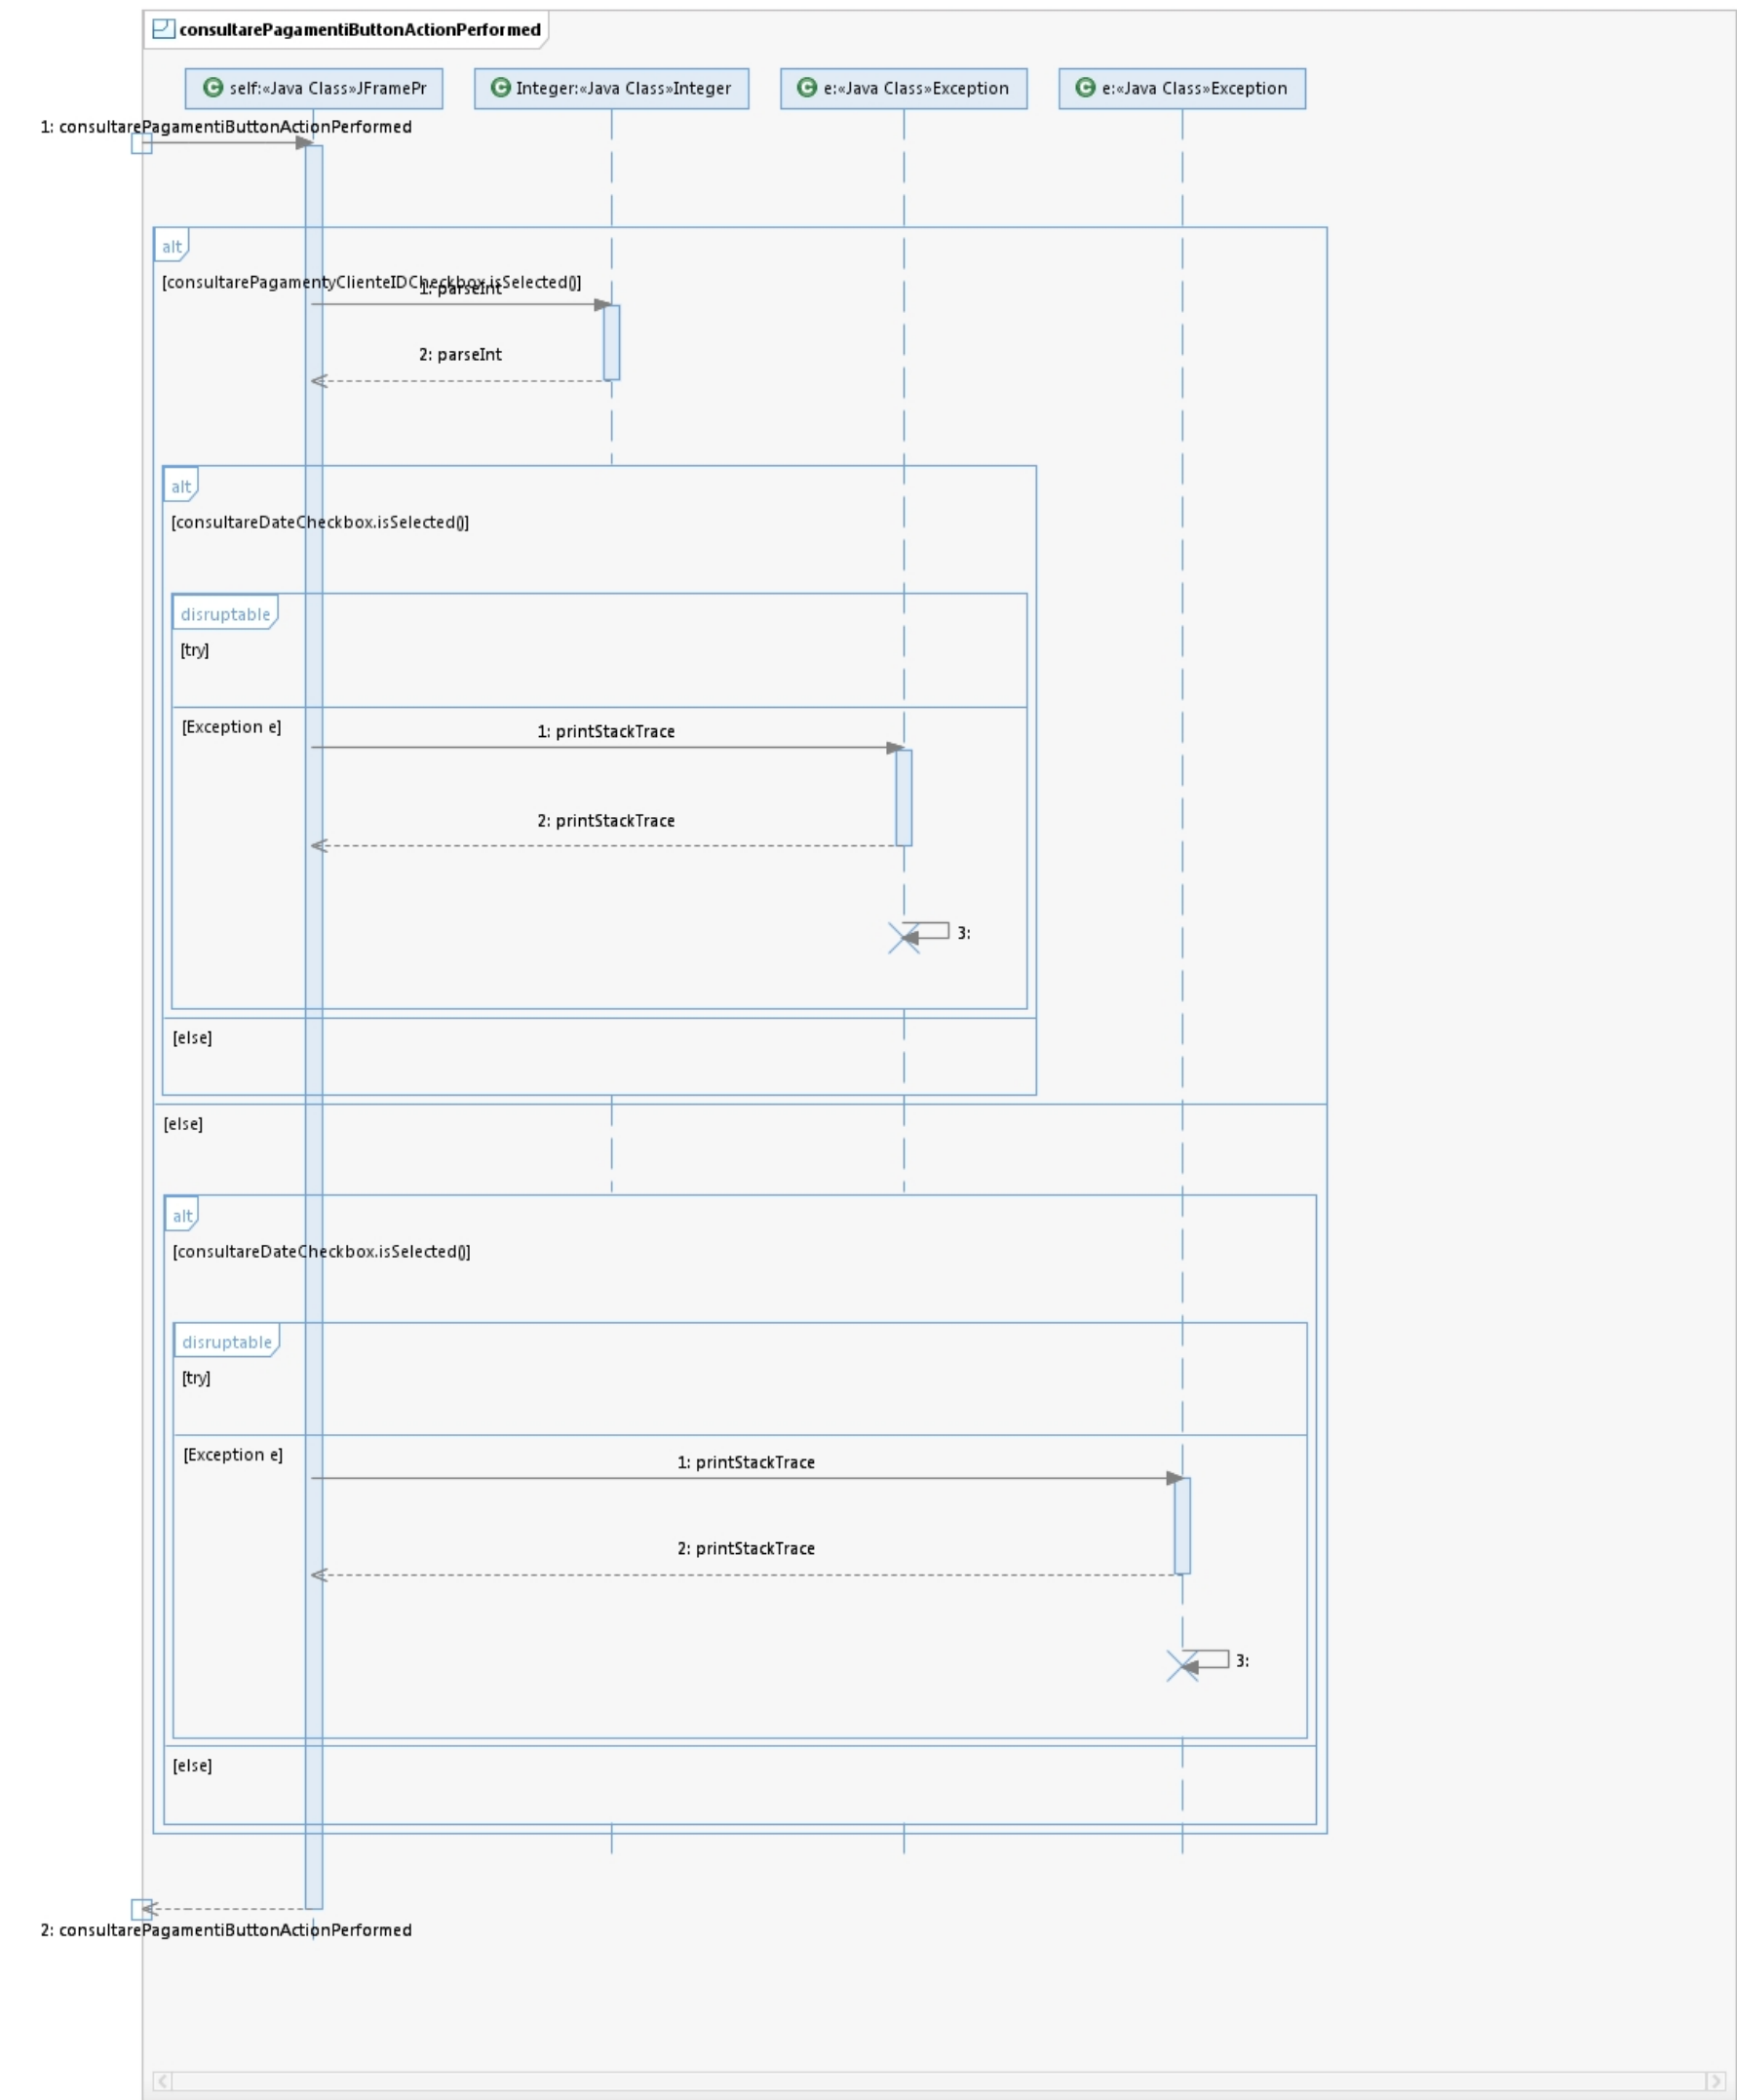 consultarePagamentiButtonActionPerformed
self:«Java Class»JFramePr
Integer:«Java Class»Integer
e:«Java Class»Exception
e:«Java Class»Exception
1: consultarePagamentiButtonActionPerformed
alt
[consultarePagamentyClienteIDCheckbox.isSelected()]
1: parseInt
2: parseInt
alt
[consultareDateCheckbox.isSelected()]
disruptable
[try]
[Exception e]
1: printStackTrace
2: printStackTrace
3:
[else]
[else]
alt
[consultareDateCheckbox.isSelected()]
disruptable
[try]
[Exception e]
1: printStackTrace
2: printStackTrace
3:
[else]
2: consultarePagamentiButtonActionPerformed